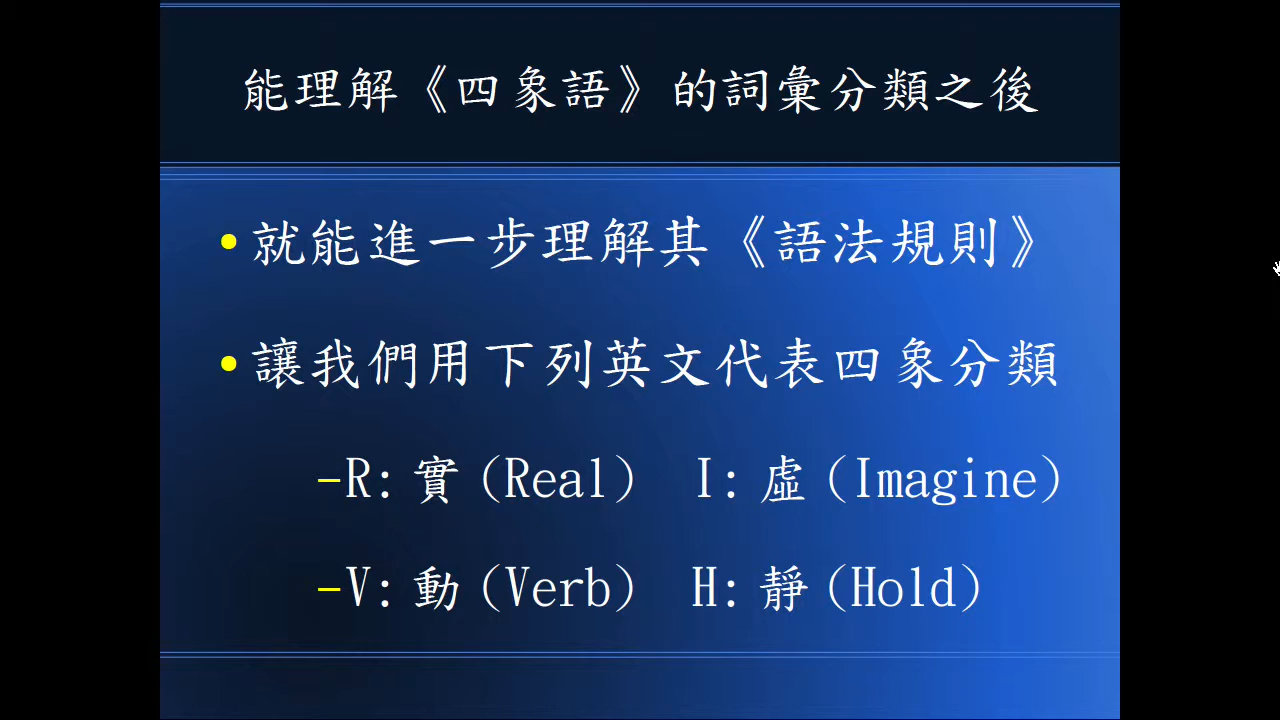 能理解《四象語》的詞彙分類之後
•就能進一步理解其《語法規則》
•讓我們用下列英文代表四象分類
–R: 實(Real) I: 虛(Imagine)
–V: 動(Verb) H: 靜(Hold)